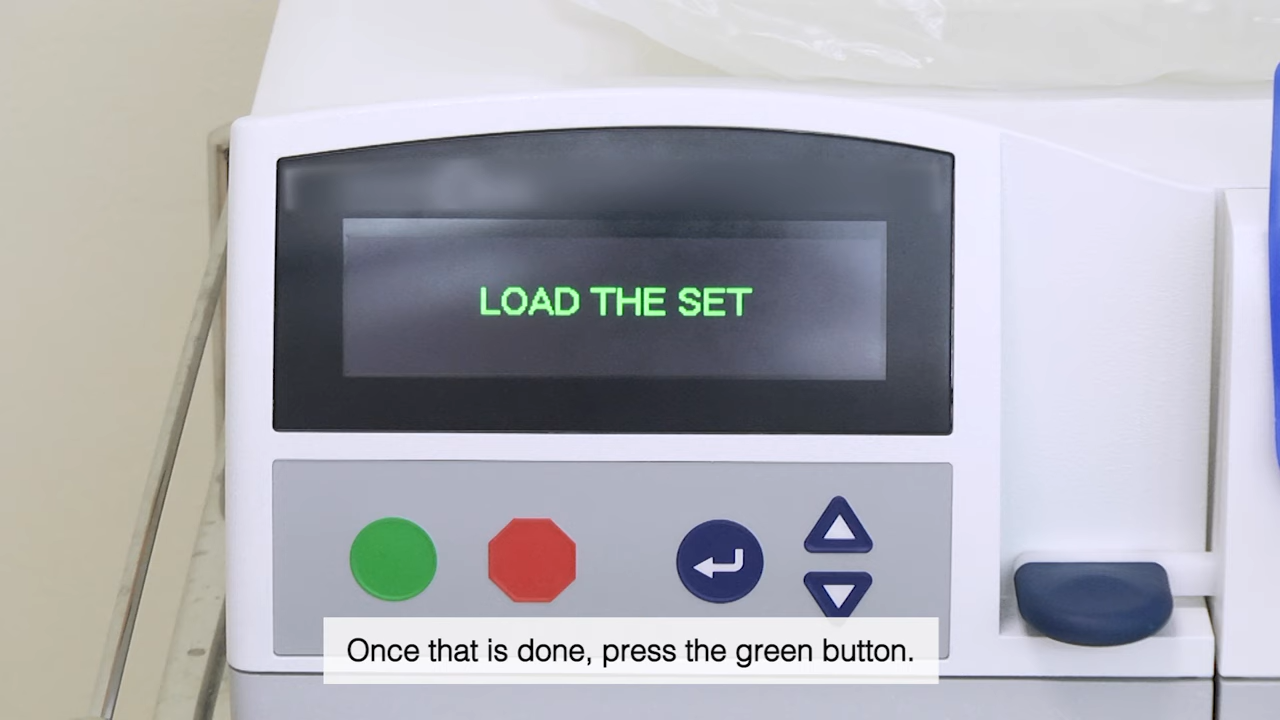 LOAD THE SET
Once that is done, press the green button.